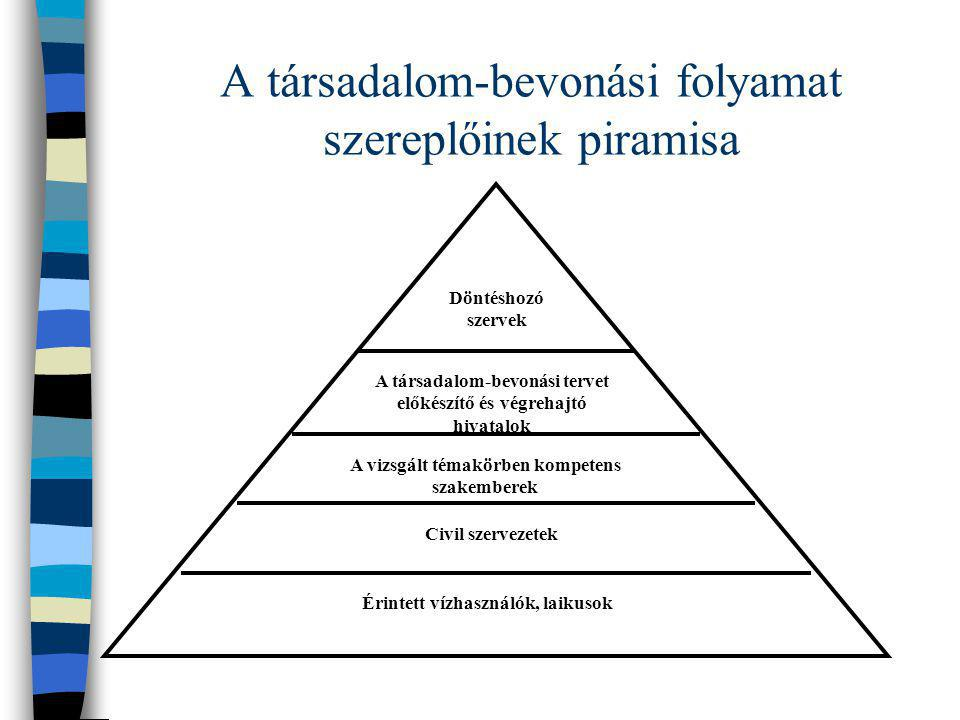 A társadalom-bevonási folyamat
szereplőinek piramisa
Döntéshozó
szervek
A társadalom-bevonási tervet
előkészítő és végrehajtó
hivatalok
A vizsgált témakörben kompetens
szakemberek
Civil szervezetek
Érintett vízhasználók, laikusok